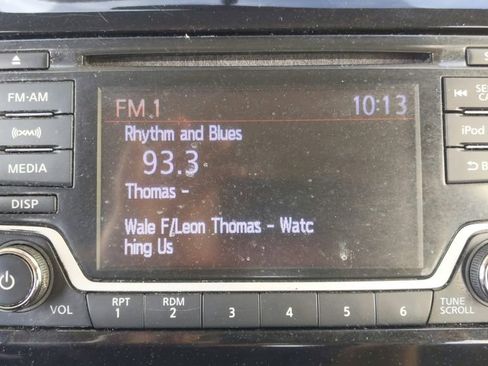 FM-AM
((XM))
MEDIA
DISP
VOL
FM 1 10:13
Rhythm and Blues
93.3
Thomas -
Wale F/Leon Thomas - Watc
hing Us
RPT
1
RDM
2
3
4
5
6
iPod
TUNE
SCROLL